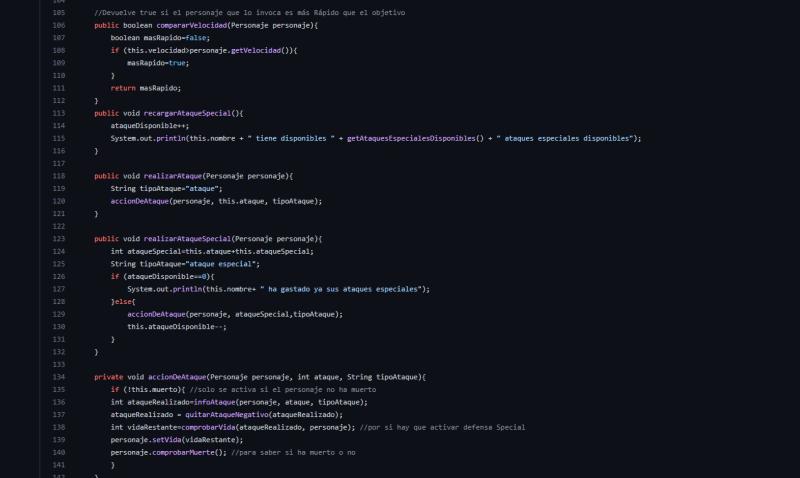 105 //Devuelve true si el personaje que lo invoca es más Rápido que el objetivo
106 public boolean compararVelocidad(Personaje personaje){
107 boolean masRapido=false;
108 if (this.velocidad>personaje.getVelocidad()){
109 masRapido=true;
110 }
111 return masRapido;
112 }
113 public void recargarAtaqueSpecial(){
114 ataqueDisponible++;
115 System.out.println(this.nombre + " tiene disponibles " + getAtaquesEspecialesDisponibles() + " ataques especiales disponibles");
116 }
117
118 public void realizarAtaque(Personaje personaje){
119 String tipoAtaque="ataque";
120 accionDeAtaque(personaje, this.ataque, tipoAtaque);
121 }
122
123 public void realizarAtaqueSpecial(Personaje personaje){
124 int ataqueSpecial=this.ataque+this.ataqueSpecial;
125 String tipoAtaque="ataque especial";
126 if (ataqueDisponible==0){
127 System.out.println(this.nombre+ " ha gastado ya sus ataques especiales");
128 }else{
129 accionDeAtaque(personaje, ataqueSpecial,tipoAtaque);
130 this.ataqueDisponible--;
131 }
132 }
133
134 private void accionDeAtaque(Personaje personaje, int ataque, String tipoAtaque){
135 if (!this.muerto){ //solo se activa si el personaje no ha muerto
136 int ataqueRealizado=infoAtaque(personaje, ataque, tipoAtaque);
137 ataqueRealizado = quitarAtaqueNegativo(ataqueRealizado);
138 int vidaRestante=comprobarVida(ataqueRealizado, personaje); //por si hay que activar defensa Special
139 personaje.setVida(vidaRestante);
140 personaje.comprobarMuerte(); //para saber si ha muerto o no
141 }